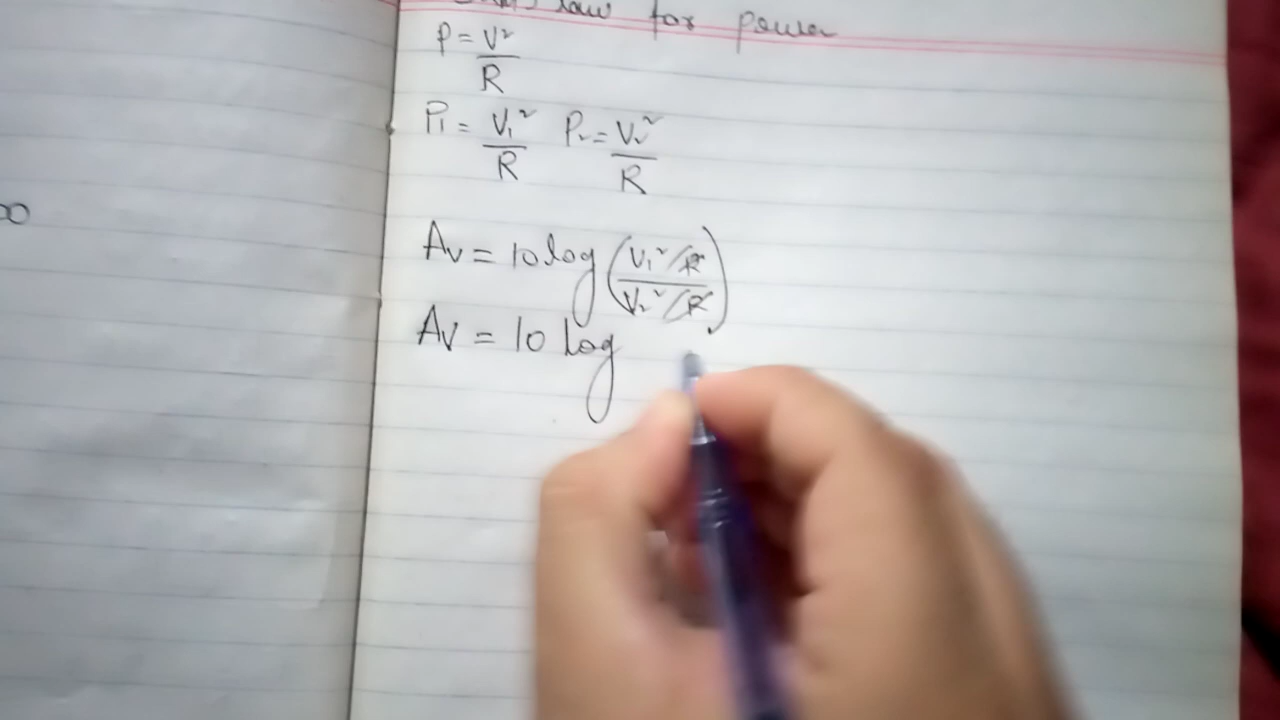 law for power
P = V²/R
P₁ = V₁²/R P₂ = V₂²/R
Av = 10 log (V₁²/R / V₂²/R)
Av = 10 log